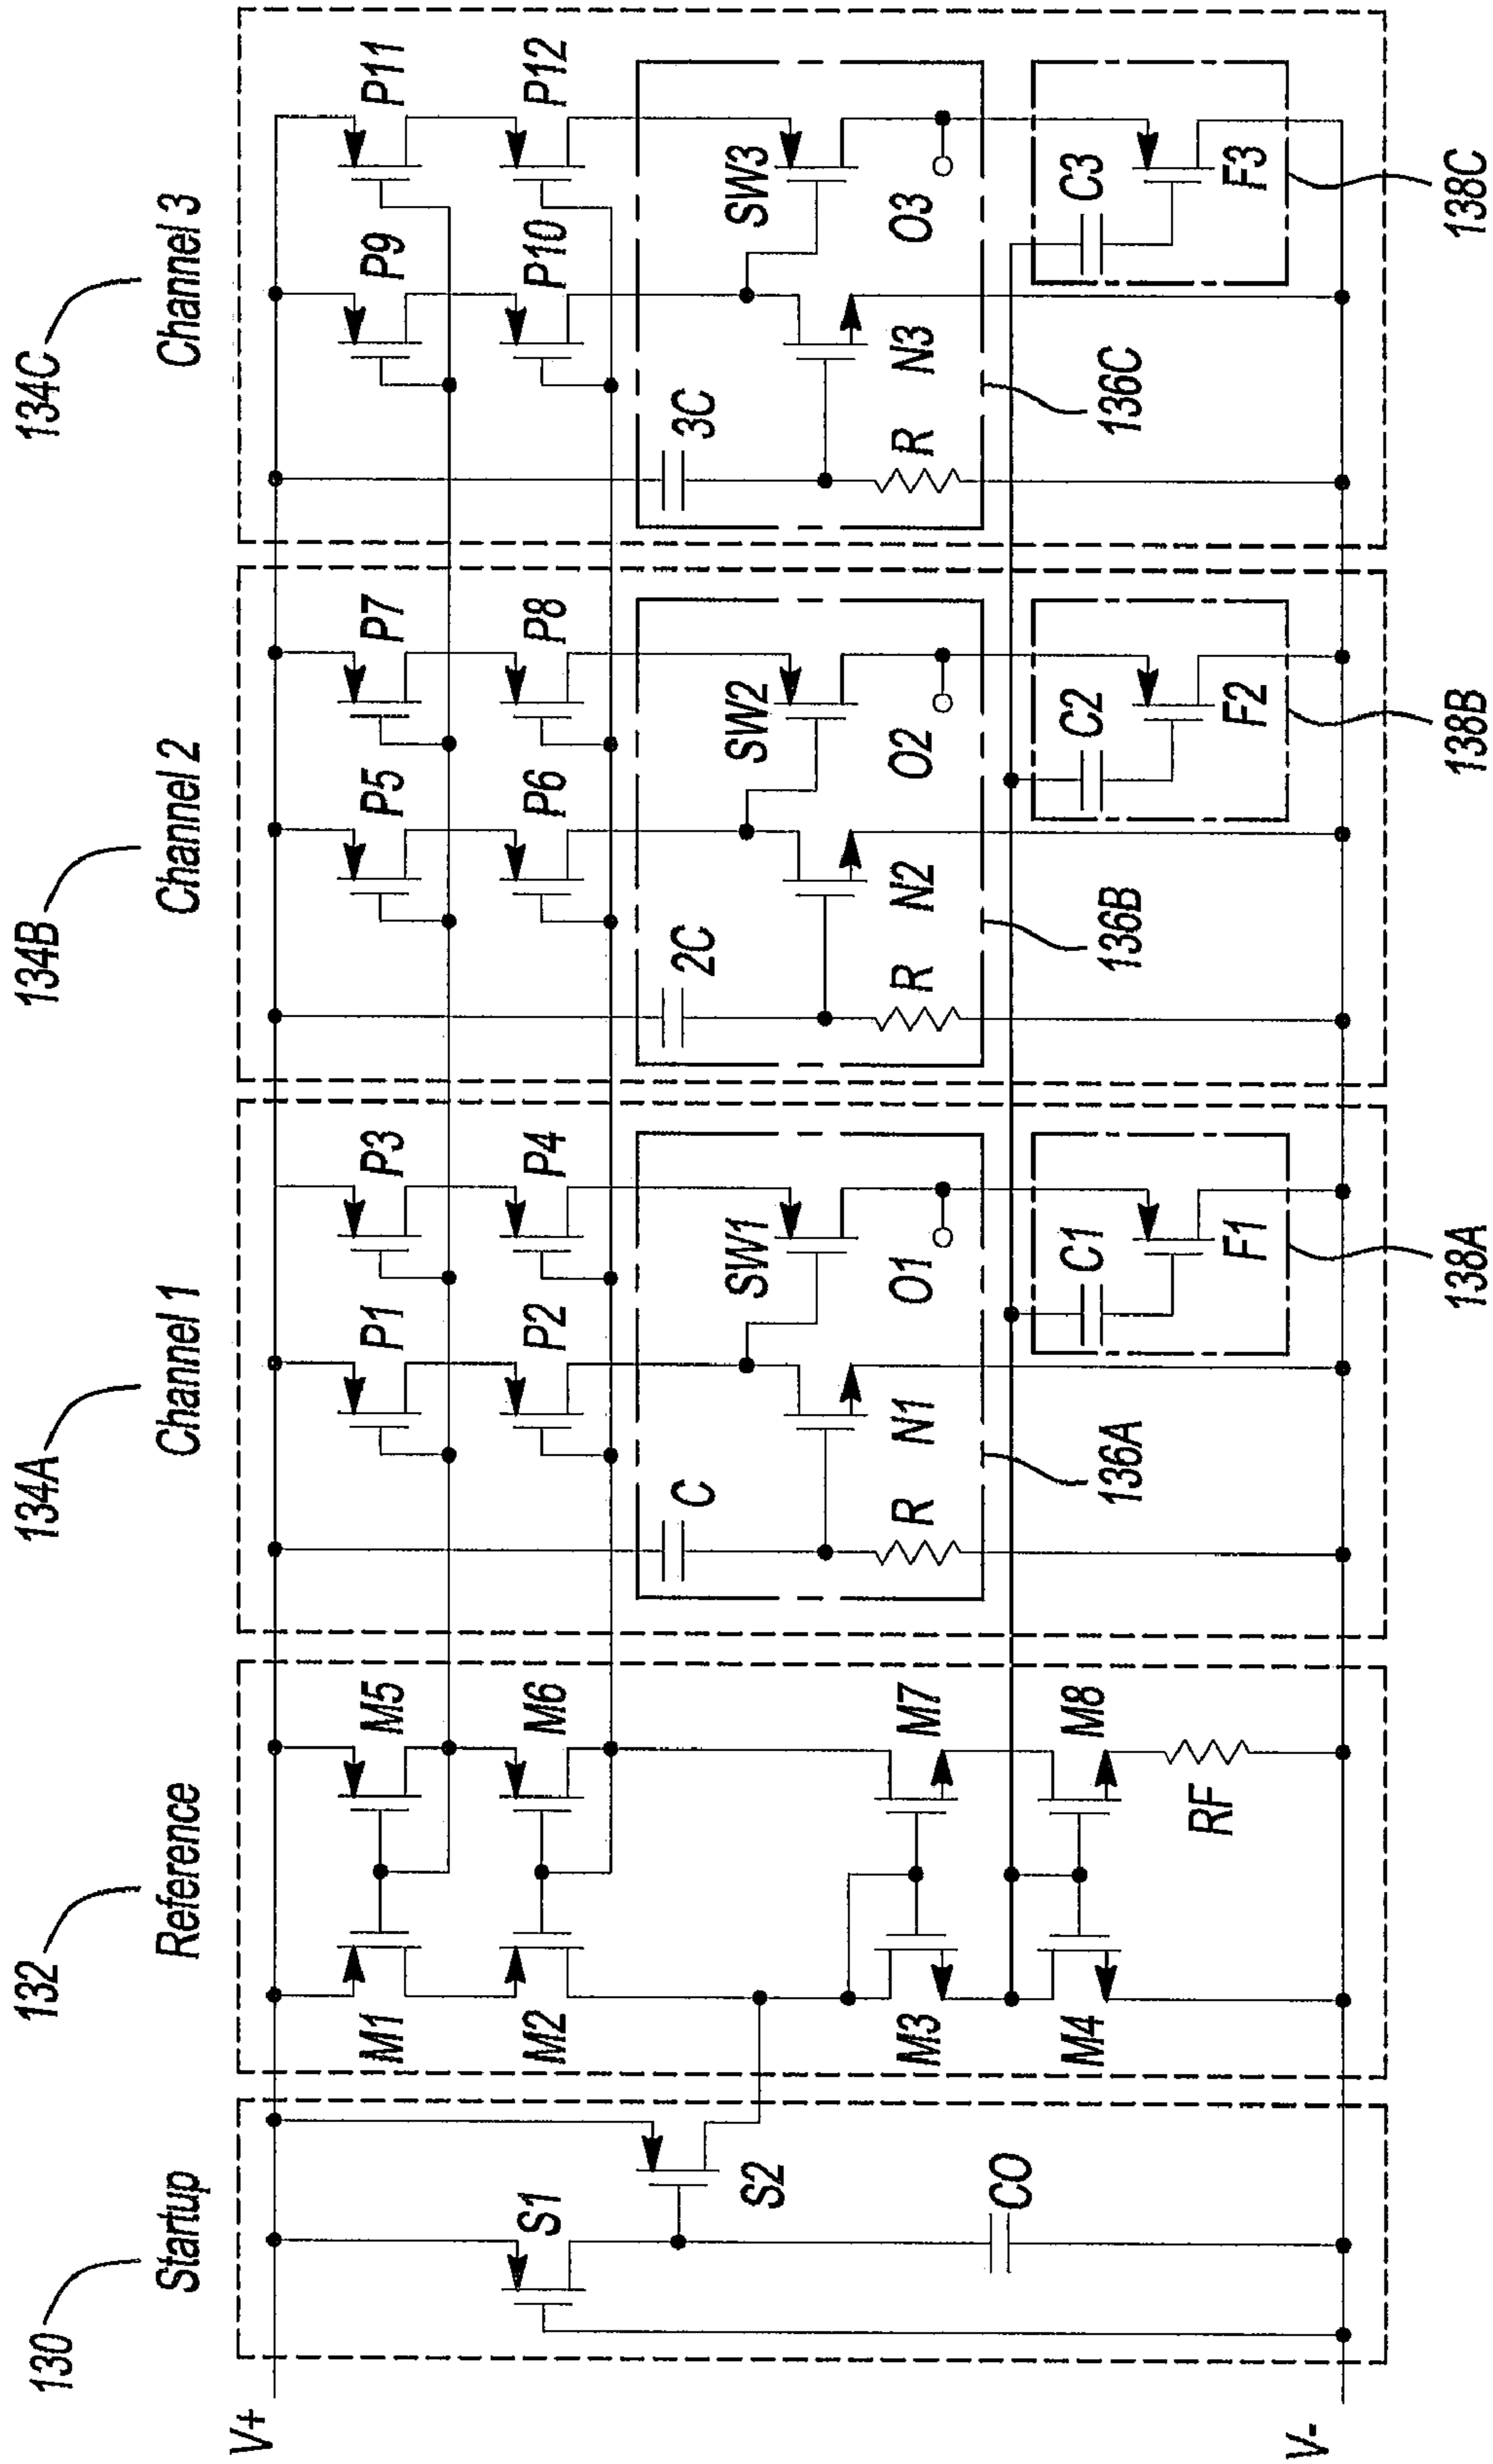 130
132
134A
134B
134C
Startup
Reference
Channel 1
Channel 2
Channel 3
V+
S1
S2
CO
M1
M5
M2
M6
M3
M7
M4
M8
RF
P1
P3
P2
P4
C
SW1
R
N1
O1
C1
F1
136A
138A
P5
P7
P6
P8
2C
SW2
R
N2
O2
C2
F2
136B
138B
P9
P11
P10
P12
3C
SW3
R
N3
O3
C3
F3
136C
138C
V-